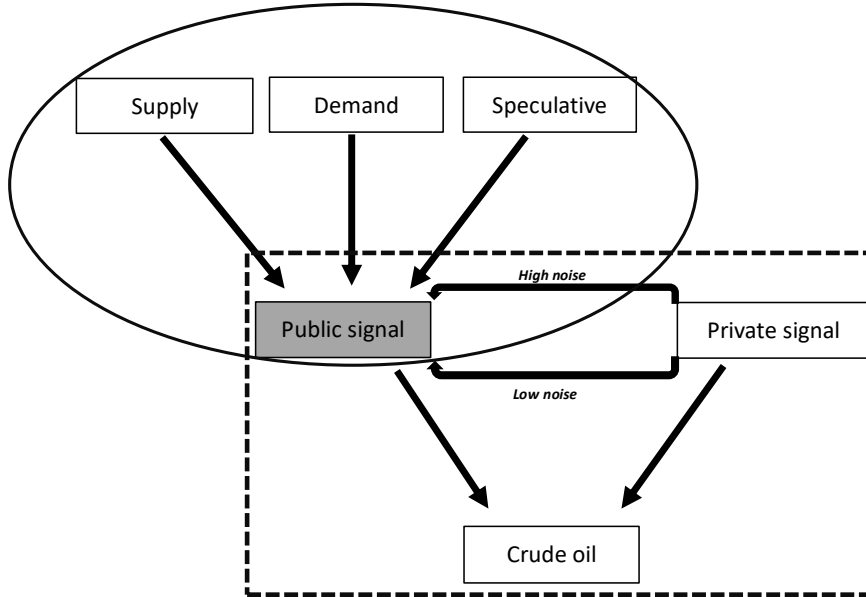 Supply
Demand
Speculative
High noise
Public signal
Private signal
Low noise
Crude oil